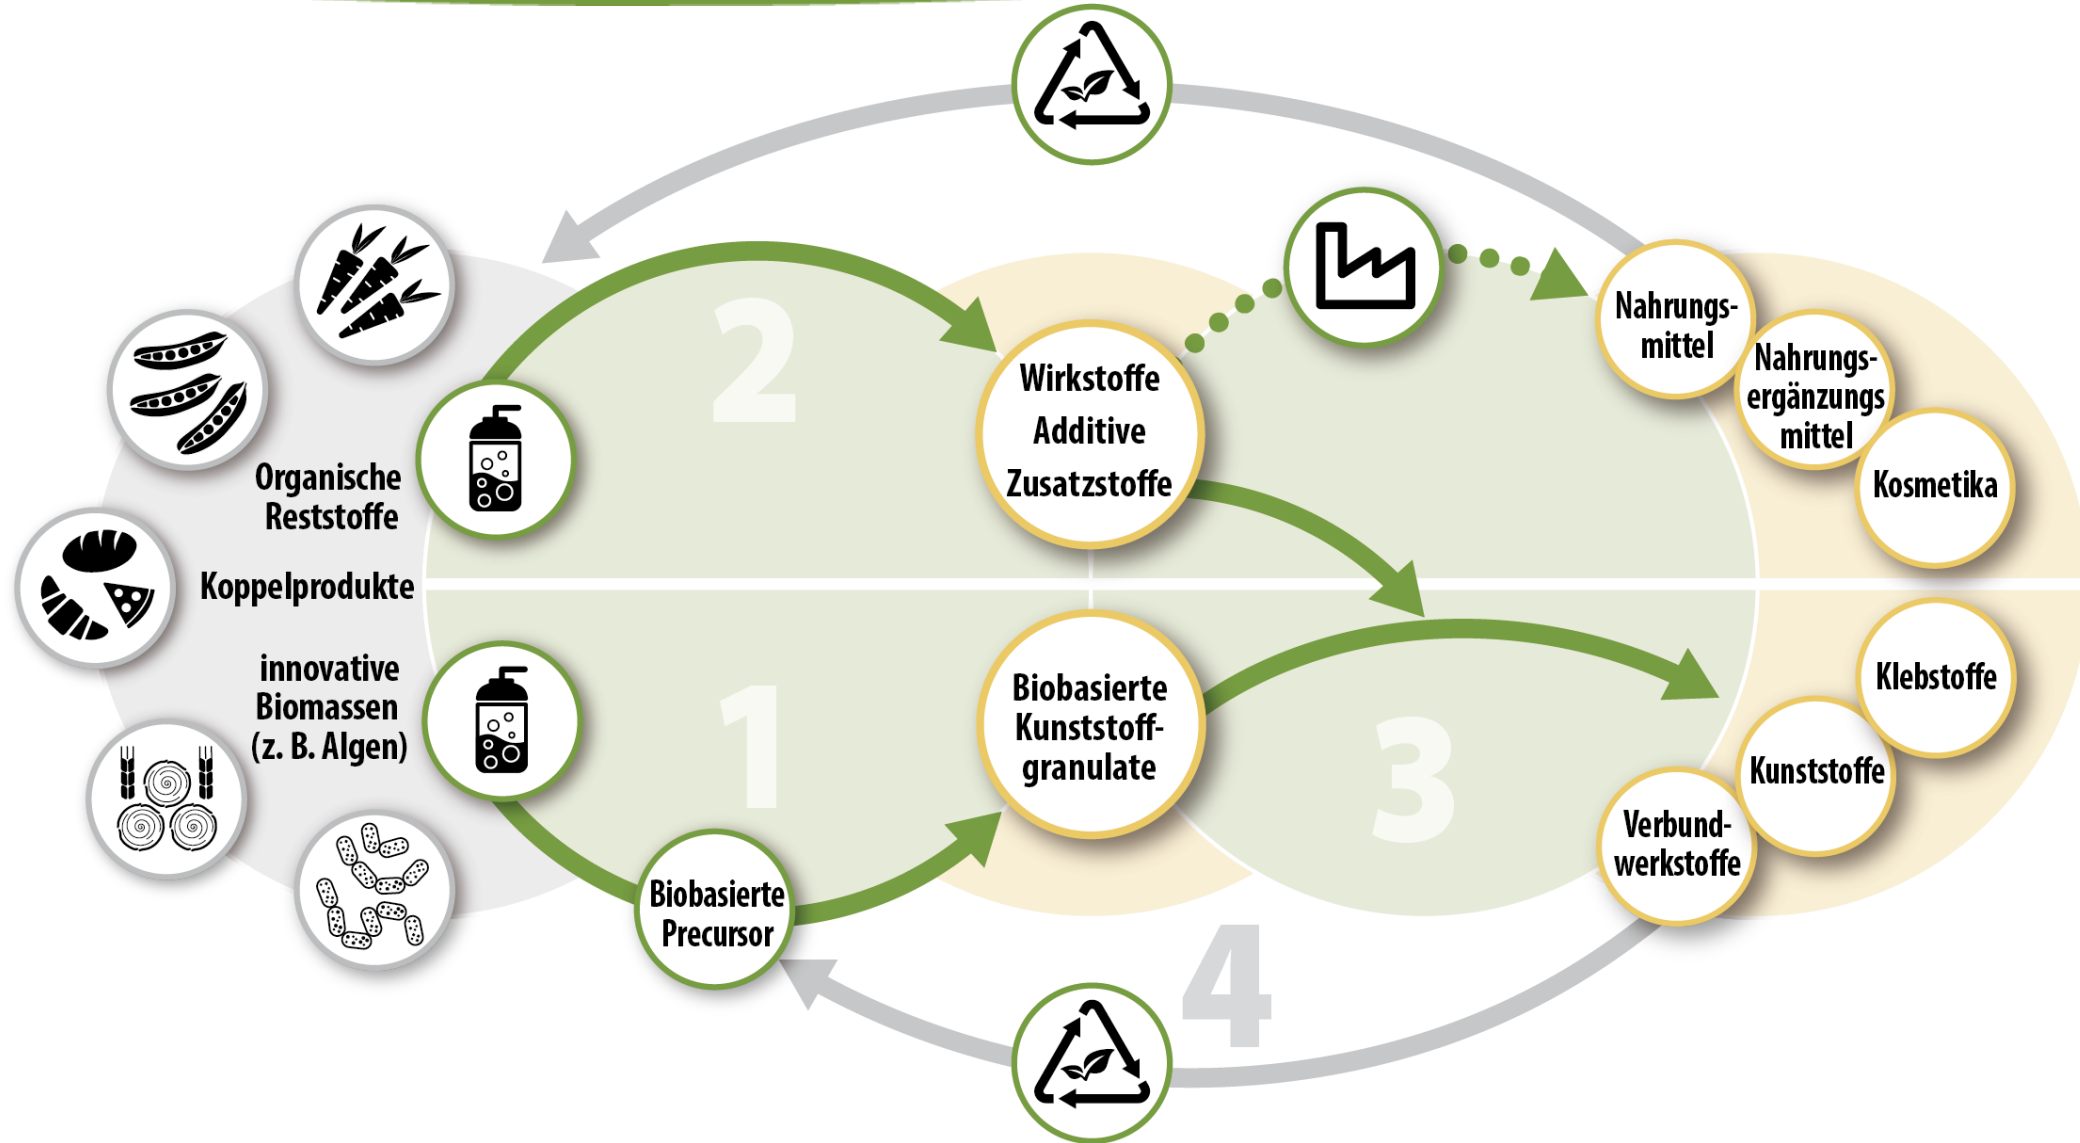 2
Wirkstoffe
Additive
Zusatzstoffe
Nahrungs-
mittel
Nahrungs-
ergänzungs
mittel
Kosmetika
Organische
Reststoffe
Koppelprodukte
innovative
Biomassen
(z. B. Algen)
1
Biobasierte
Precursor
Biobasierte
Kunststoff-
granulate
3
Klebstoffe
Kunststoffe
Verbund-
werkstoffe
4